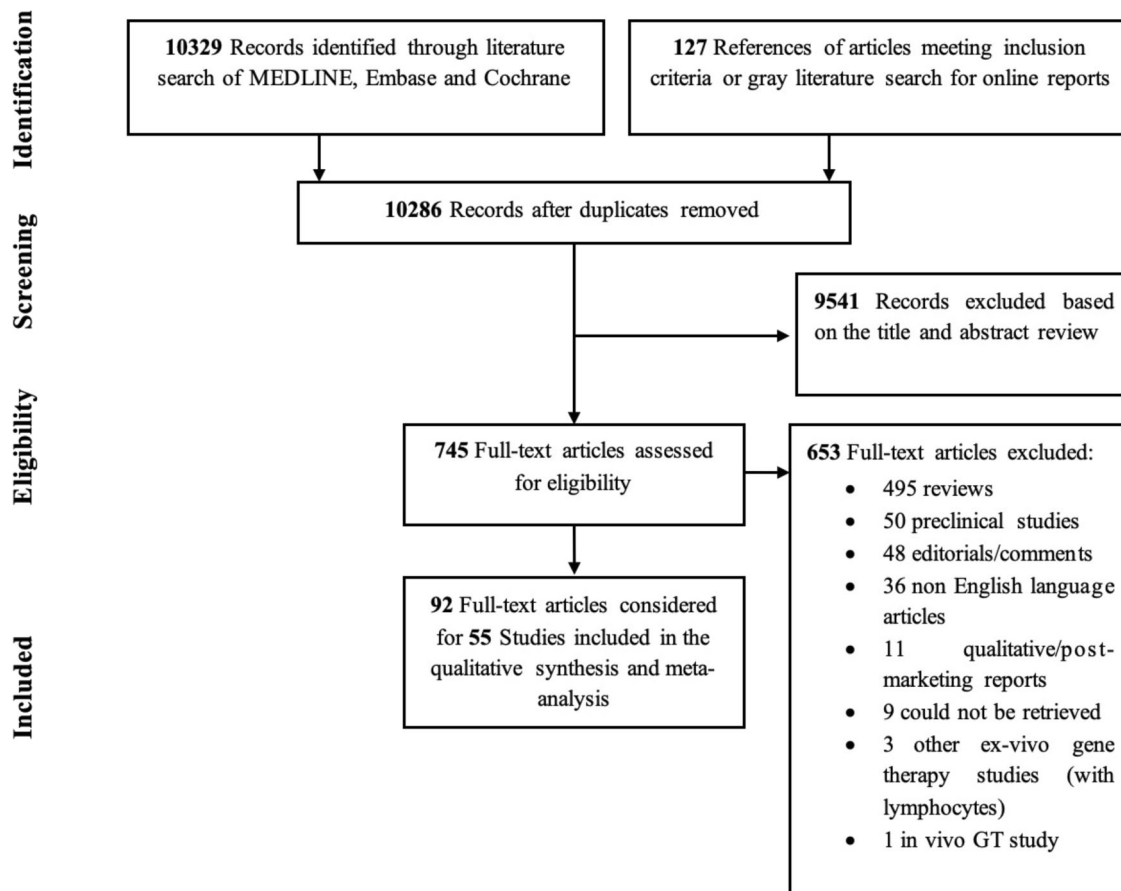 Identification
10329 Records identified through literature
search of MEDLINE, Embase and Cochrane
127 References of articles meeting inclusion
criteria or gray literature search for online reports
Screening
10286 Records after duplicates removed
9541 Records excluded based
on the title and abstract review
Eligibility
745 Full-text articles assessed
for eligibility
653 Full-text articles excluded:
• 495 reviews
• 50 preclinical studies
• 48 editorials/comments
• 36 non English language
articles
• 11 qualitative/post-
marketing reports
• 9 could not be retrieved
• 3 other ex-vivo gene
therapy studies (with
lymphocytes)
• 1 in vivo GT study
Included
92 Full-text articles considered
for 55 Studies included in the
qualitative synthesis and meta-
analysis